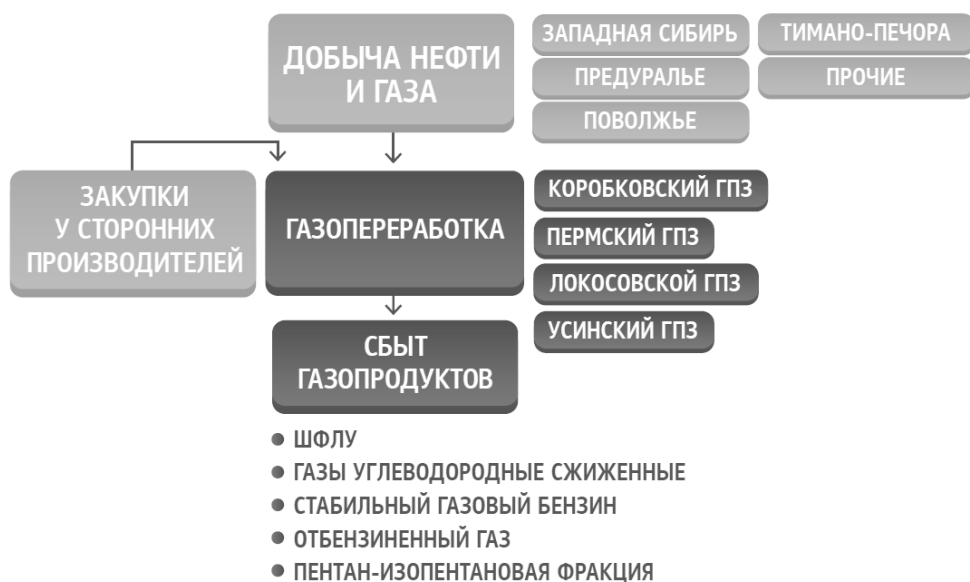 ДОБЫЧА НЕФТИ
И ГАЗА
ЗАПАДНАЯ СИБИРЬ
ТИМАНО-ПЕЧОРА
ПРЕДУРАЛЬЕ
ПРОЧИЕ
ПОВОЛЖЬЕ
ЗАКУПКИ
У СТОРОННИХ
ПРОИЗВОДИТЕЛЕЙ
ГАЗОПЕРЕРАБОТКА
КОРОБКОВСКИЙ ГПЗ
ПЕРМСКИЙ ГПЗ
ЛОКОСОВСКОЙ ГПЗ
УСИНСКИЙ ГПЗ
СБЫТ
ГАЗОПРОДУКТОВ
ШФЛУ
ГАЗЫ УГЛЕВОДОРОДНЫЕ СЖИЖЕННЫЕ
СТАБИЛЬНЫЙ ГАЗОВЫЙ БЕНЗИН
ОТБЕНЗИНЕННЫЙ ГАЗ
ПЕНТАН-ИЗОПЕНТАНОВАЯ ФРАКЦИЯ